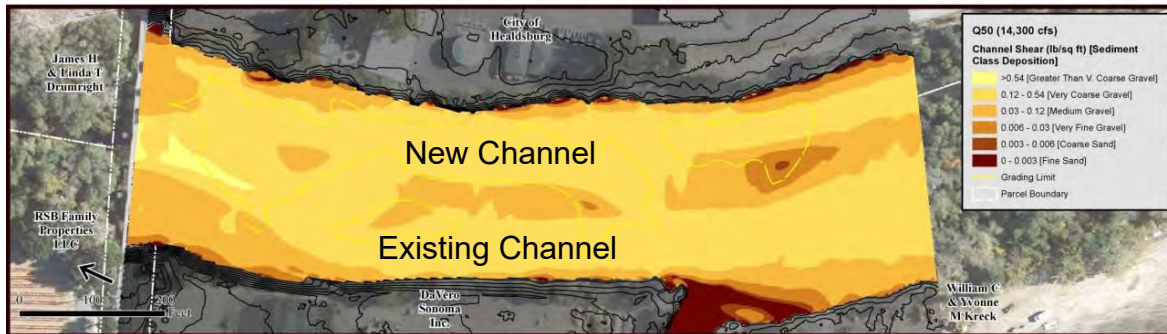 City of
Healdsburg
James H
& Linda T
Drumright
Q50 (14,300 cfs)
Channel Shear (lb/sq ft) [Sediment
Class Deposition]
>0.54 [Greater Than V. Coarse Gravel]
0.12 - 0.54 [Very Coarse Gravel]
0.03 - 0.12 [Medium Gravel]
0.006 - 0.03 [Very Fine Gravel]
0.003 - 0.006 [Coarse Sand]
0 - 0.003 [Fine Sand]
Grading Limit
Parcel Boundary
New Channel
RSB Family
Properties
LLC
Existing Channel
0 100 200
Feet
DaVero
Sonoma
Inc.
William C
& Yvonne
M Kreck